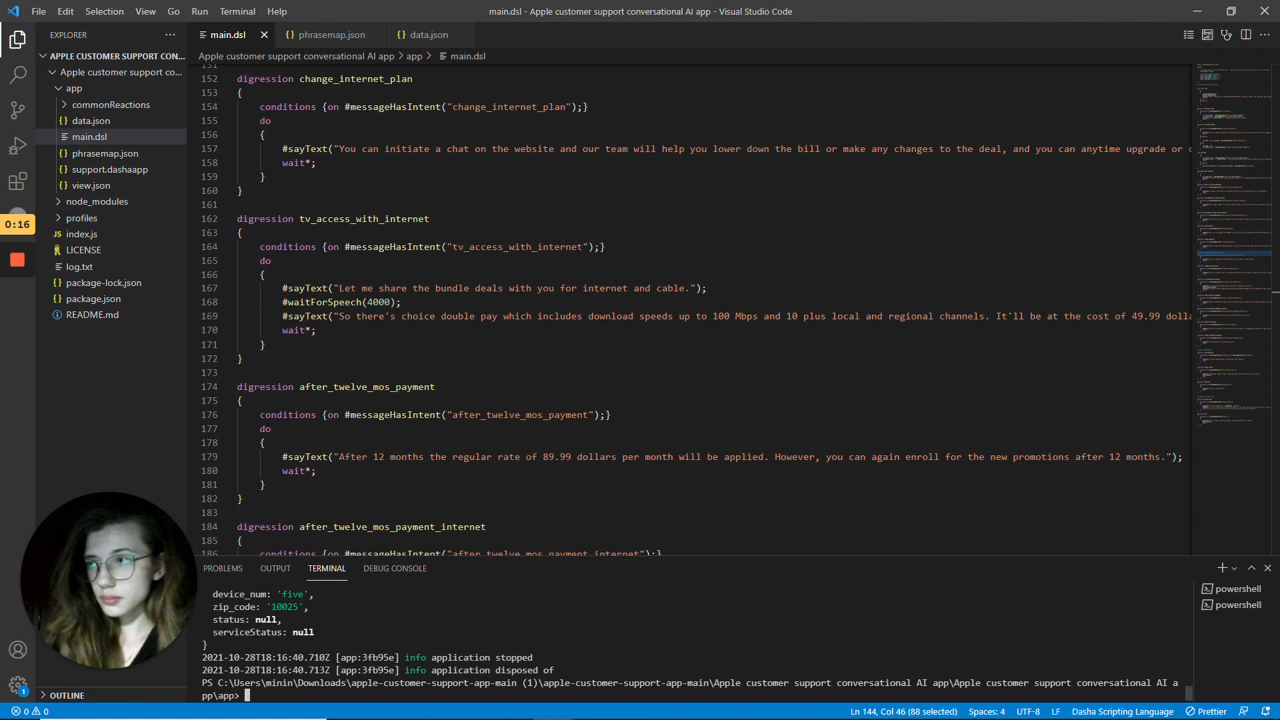 File Edit Selection View Go Run Terminal Help
main.dsl - Apple customer support conversational AI app - Visual Studio Code
EXPLORER
APPLE CUSTOMER SUPPORT CON...
Apple customer support co...
app
commonReactions
data.json
main.dsl
phrasemap.json
support.dashaapp
view.json
node_modules
profiles
index.js
LICENSE
log.txt
package-lock.json
package.json
README.md
OUTLINE
0:16
main.dsl phrasemap.json data.json
Apple customer support conversational AI app > app > main.dsl
151
152 digression change_internet_plan
153 {
154 conditions {on #messageHasIntent("change_internet_plan");}
155 do
156 {
157 #sayText("You can initiate a chat on the website and our team will help you lower down the bill or make any changes to the deal, and you can anytime upgrade or
158 wait*;
159 }
160 }
161
162 digression tv_access_with_internet
163 {
164 conditions {on #messageHasIntent("tv_access_with_internet");}
165 do
166 {
167 #sayText("Let me share the bundle deals with you for internet and cable.");
168 #waitForSpeech(4000);
169 #sayText("So there's choice double pay which includes download speeds up to 100 Mbps and 10 plus local and regional channels. It'll be at the cost of 49.99 dolla
170 wait*;
171 }
172 }
173
174 digression after_twelve_mos_payment
175 {
176 conditions {on #messageHasIntent("after_twelve_mos_payment");}
177 do
178 {
179 #sayText("After 12 months the regular rate of 89.99 dollars per month will be applied. However, you can again enroll for the new promotions after 12 months.");
180 wait*;
181 }
182 }
183
184 digression after_twelve_mos_payment_internet
185 {
186 conditions {on #messageHasIntent("after_twelve_mos_payment_internet");}
PROBLEMS OUTPUT TERMINAL DEBUG CONSOLE
device_num: 'five',
zip_code: '10025',
status: null,
serviceStatus: null
}
2021-10-28T18:16:40.710Z [app:3fb95e] info application stopped
2021-10-28T18:16:40.713Z [app:3fb95e] info application disposed of
PS C:\Users\minin\Downloads\apple-customer-support-app-main (1)\apple-customer-support-app-main\Apple customer support conversational AI app\Apple customer support conversational AI a
pp\app>
powershell
powershell
1
0 0 Ln 144, Col 46 (88 selected) Spaces: 4 UTF-8 LF Dasha Scripting Language Prettier